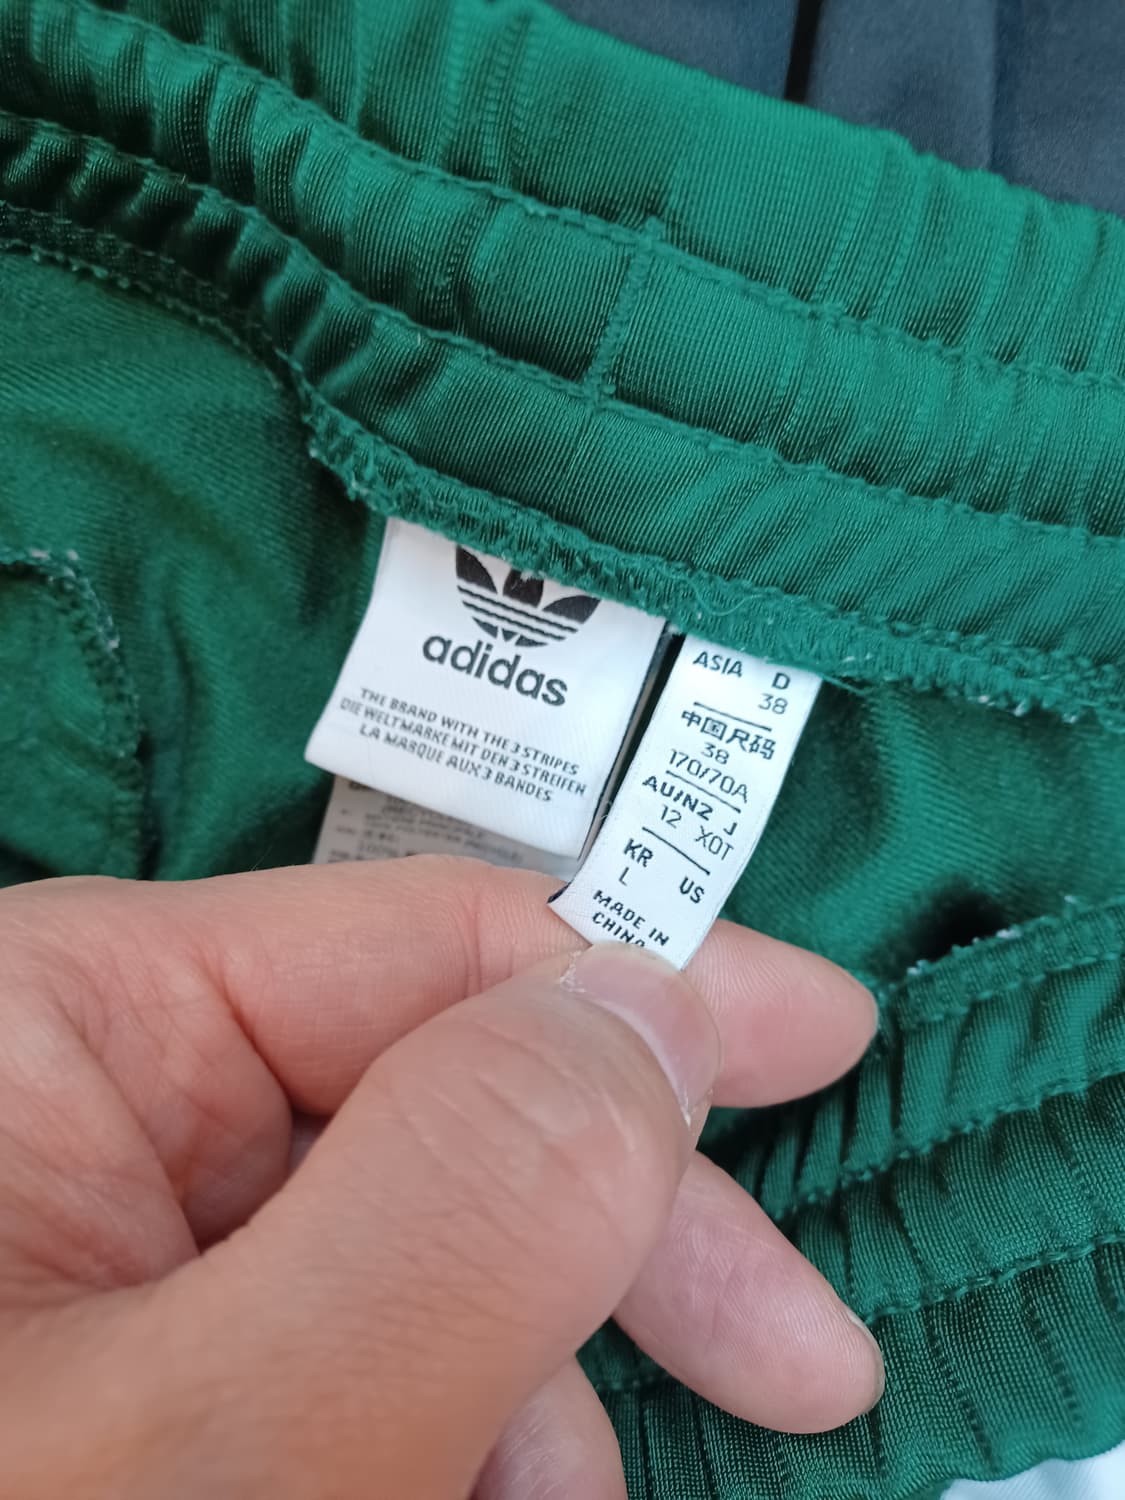 adidas
THE BRAND WITH THE 3 STRIPES
DIE WELTMARKE MIT DEN 3 STREIFEN
LA MARQUE AUX 3 BANDES
ASIA D
38
中国尺码
38
170/70A
AU/NZ J
12 XOT
KR US
L
MADE IN
CHINA